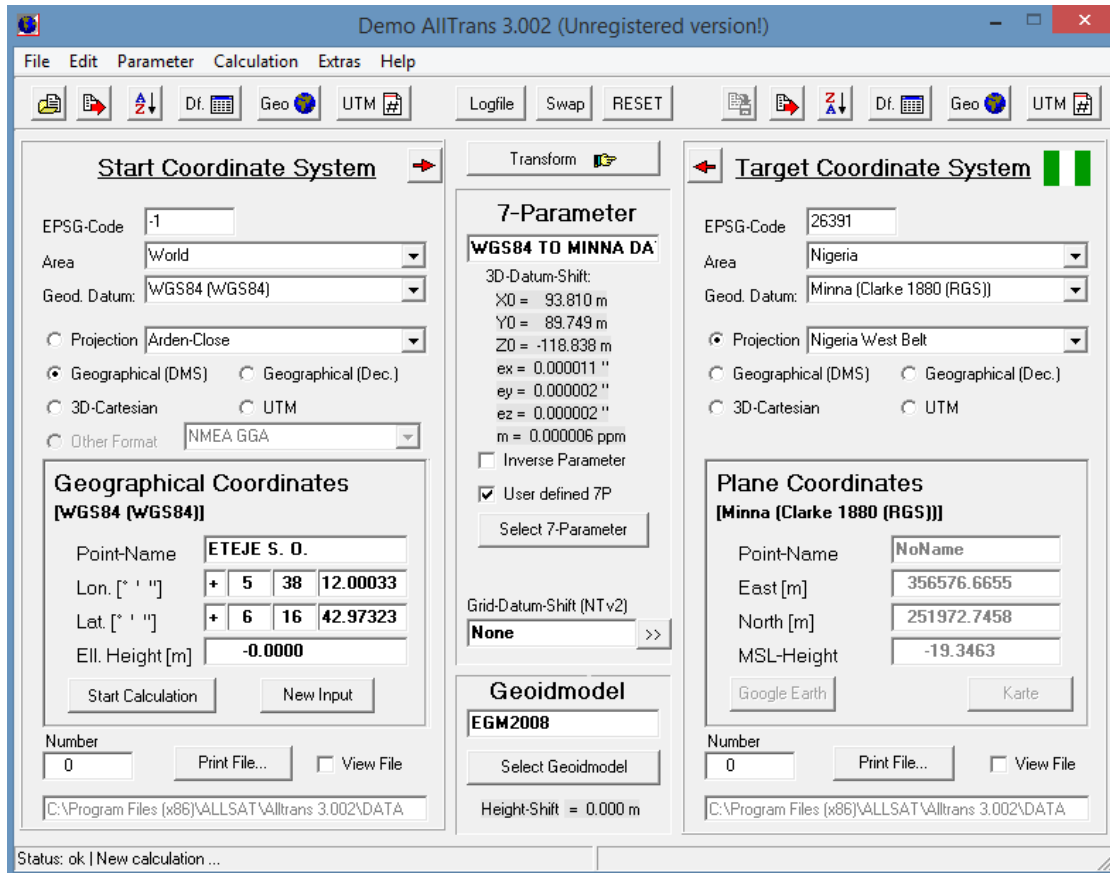 Demo AllTrans 3.002 (Unregistered version!)
File Edit Parameter Calculation Extras Help
Df. Geo UTM Logfile Swap RESET Df. Geo UTM
Start Coordinate System
EPSG-Code -1
Area World
Geod. Datum: WGS84 (WGS84)
Projection Arden-Close
Geographical (DMS) Geographical (Dec.)
3D-Cartesian UTM
Other Format NMEA GGA
Geographical Coordinates
[WGS84 (WGS84)]
Point-Name ETEJE S. O.
Lon. [° ' "] + 5 38 12.00033
Lat. [° ' "] + 6 16 42.97323
Ell. Height [m] -0.0000
Start Calculation New Input
Number
0 Print File... View File
C:\Program Files (x86)\ALLSAT\Alltrans 3.002\DATA
Transform
7-Parameter
WGS84 TO MINNA DA
3D-Datum-Shift:
X0 = 93.810 m
Y0 = 89.749 m
Z0 = -118.838 m
ex = 0.000011 "
ey = 0.000002 "
ez = 0.000002 "
m = 0.000006 ppm
Inverse Parameter
User defined 7P
Select 7-Parameter
Grid-Datum-Shift (NTv2)
None >>
Geoidmodel
EGM2008
Select Geoidmodel
Height-Shift = 0.000 m
Target Coordinate System
EPSG-Code 26391
Area Nigeria
Geod. Datum: Minna (Clarke 1880 (RGS))
Projection Nigeria West Belt
Geographical (DMS) Geographical (Dec.)
3D-Cartesian UTM
Plane Coordinates
[Minna (Clarke 1880 (RGS))]
Point-Name NoName
East [m] 356576.6655
North [m] 251972.7458
MSL-Height -19.3463
Google Earth Karte
Number
0 Print File... View File
C:\Program Files (x86)\ALLSAT\Alltrans 3.002\DATA
Status: ok | New calculation ...